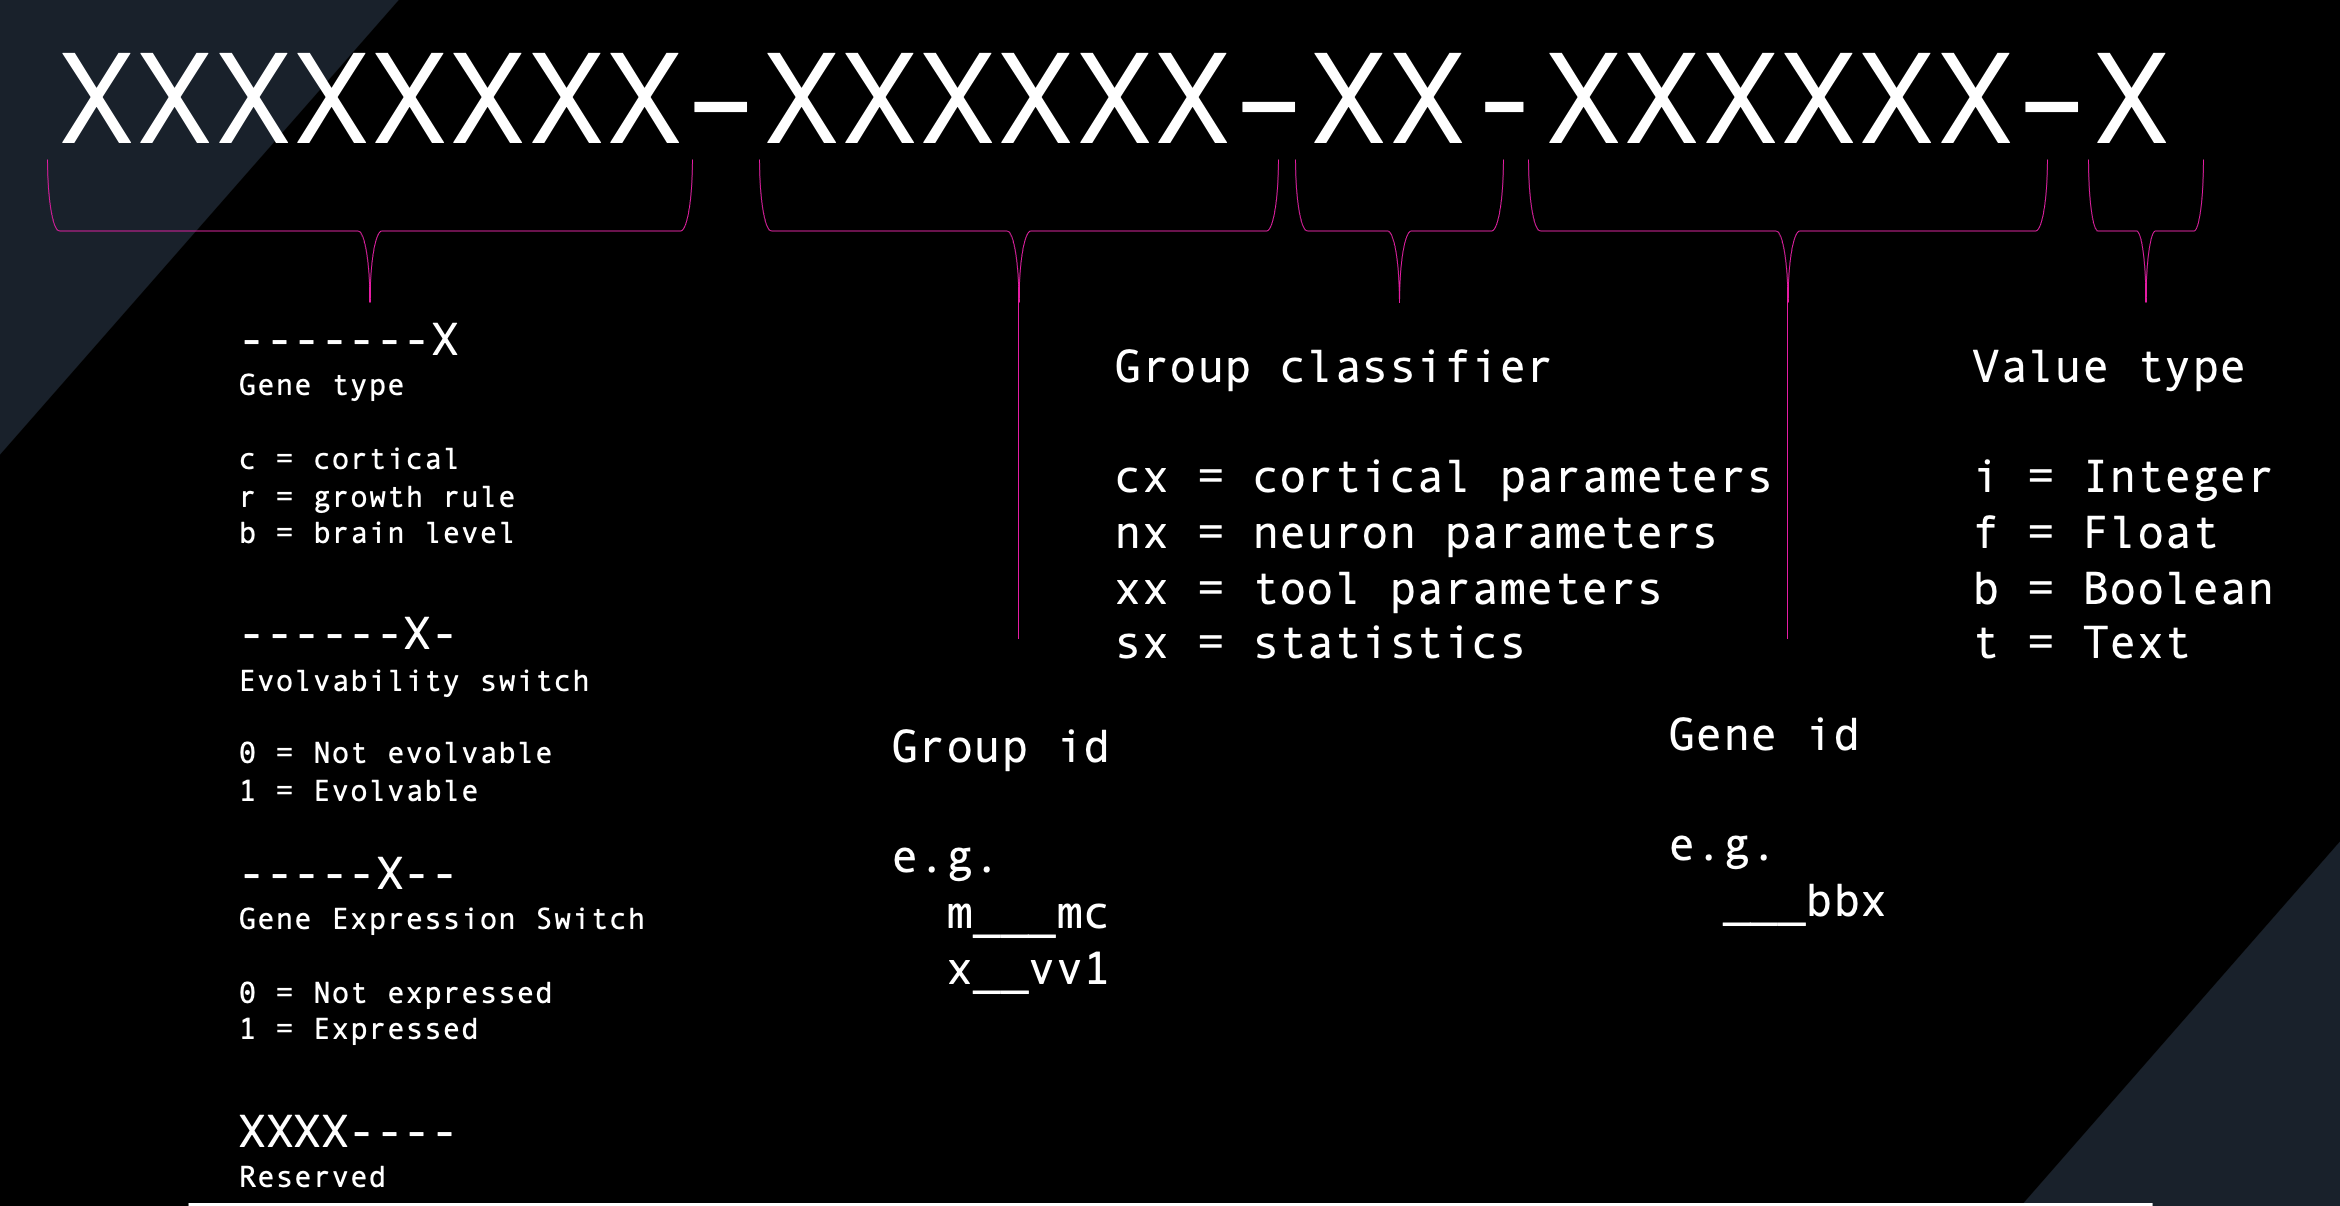 XXXXXXXX-XXXXXX-XX-XXXXXX-X
-------X
Gene type
c = cortical
r = growth rule
b = brain level
------X-
Evolvability switch
0 = Not evolvable
1 = Evolvable
-----X--
Gene Expression Switch
0 = Not expressed
1 = Expressed
XXXX----
Reserved
Group id
e.g.
m___mc
x__vv1
Group classifier
cx = cortical parameters
nx = neuron parameters
xx = tool parameters
sx = statistics
Gene id
e.g.
___bbx
Value type
i = Integer
f = Float
b = Boolean
t = Text